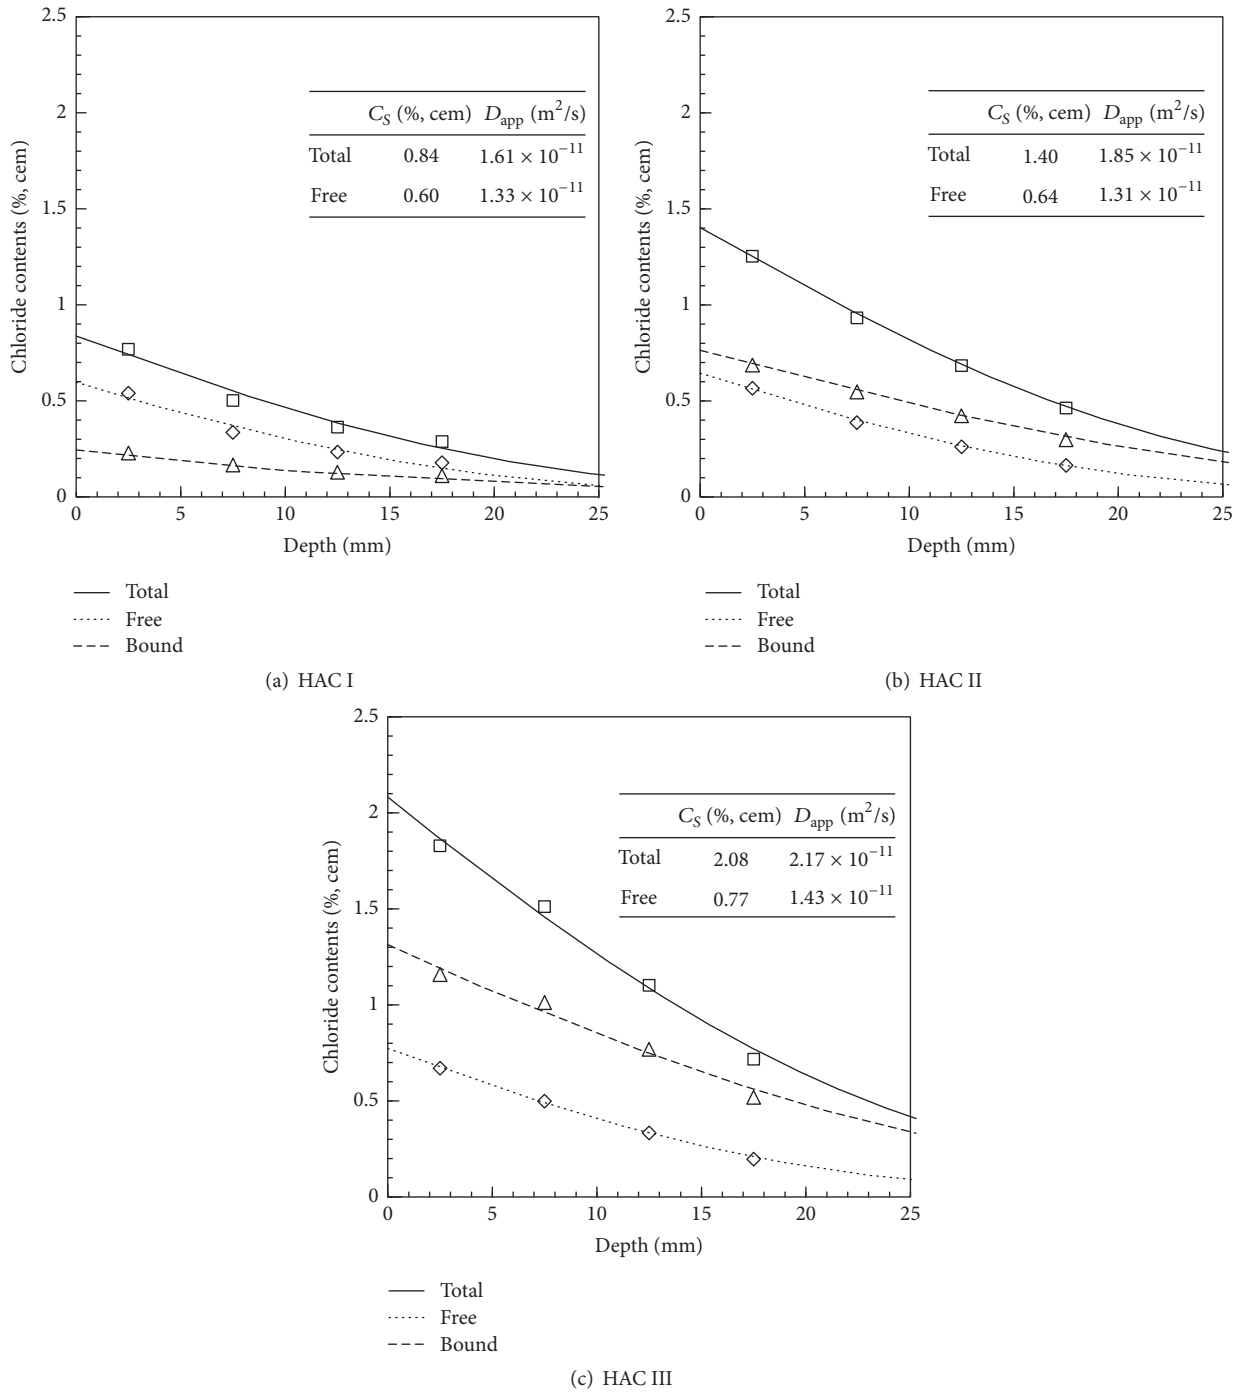 2.5
2
1.5
1
0.5
0
Chloride contents (%, cem)
C_S (%, cem) D_app (m²/s)
Total 0.84 1.61 × 10⁻¹¹
Free 0.60 1.33 × 10⁻¹¹
0 5 10 15 20 25
Depth (mm)
Total
Free
Bound
(a) HAC I
2.5
2
1.5
1
0.5
0
Chloride contents (%, cem)
C_S (%, cem) D_app (m²/s)
Total 1.40 1.85 × 10⁻¹¹
Free 0.64 1.31 × 10⁻¹¹
0 5 10 15 20 25
Depth (mm)
Total
Free
Bound
(b) HAC II
2.5
2
1.5
1
0.5
0
Chloride contents (%, cem)
C_S (%, cem) D_app (m²/s)
Total 2.08 2.17 × 10⁻¹¹
Free 0.77 1.43 × 10⁻¹¹
0 5 10 15 20 25
Depth (mm)
Total
Free
Bound
(c) HAC III